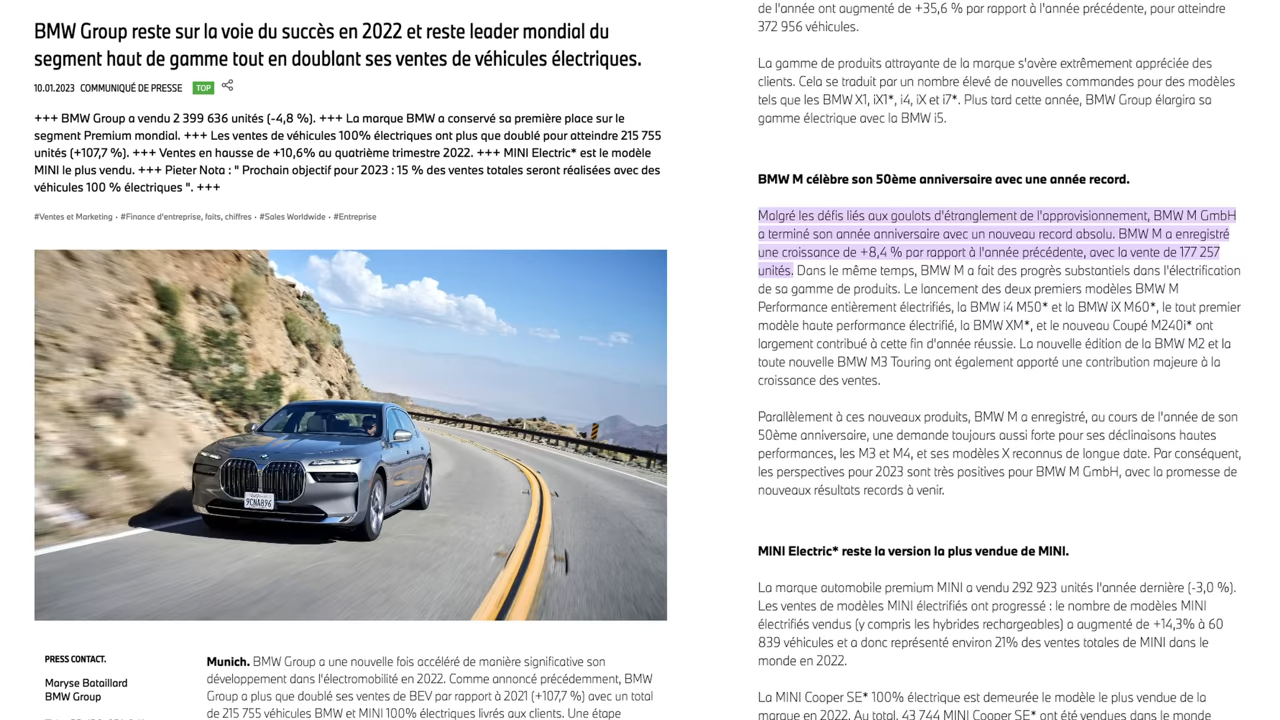 BMW Group reste sur la voie du succès en 2022 et reste leader mondial du
segment haut de gamme tout en doublant ses ventes de véhicules électriques.
10.01.2023 COMMUNIQUÉ DE PRESSE TOP
+++ BMW Group a vendu 2 399 636 unités (-4,8 %). +++ La marque BMW a conservé sa première place sur le
segment Premium mondial. +++ Les ventes de véhicules 100% électriques ont plus que doublé pour atteindre 215 755
unités (+107,7 %). +++ Ventes en hausse de +10,6% au quatrième trimestre 2022. +++ MINI Electric* est le modèle
MINI le plus vendu. +++ Pieter Nota : " Prochain objectif pour 2023 : 15 % des ventes totales seront réalisées avec des
véhicules 100 % électriques ". +++
#Ventes et Marketing · #Finance d'entreprise, faits, chiffres · #Sales Worldwide · #Entreprise
9CNA896
PRESS CONTACT.
Maryse Bataillard
BMW Group
Munich. BMW Group a une nouvelle fois accéléré de manière significative son
développement dans l'électromobilité en 2022. Comme annoncé précédemment, BMW
Group a plus que doublé ses ventes de BEV par rapport à 2021 (+107,7 %) avec un total
de 215 755 véhicules BMW et MINI 100% électriques livrés aux clients. Une étape
de l'année ont augmenté de +35,6 % par rapport à l'année précédente, pour atteindre
372 956 véhicules.
La gamme de produits attrayante de la marque s'avère extrêmement appréciée des
clients. Cela se traduit par un nombre élevé de nouvelles commandes pour des modèles
tels que les BMW X1, iX1*, i4, iX et i7*. Plus tard cette année, BMW Group élargira sa
gamme électrique avec la BMW i5.
BMW M célèbre son 50ème anniversaire avec une année record.
Malgré les défis liés aux goulots d'étranglement de l'approvisionnement, BMW M GmbH
a terminé son année anniversaire avec un nouveau record absolu. BMW M a enregistré
une croissance de +8,4 % par rapport à l'année précédente, avec la vente de 177 257
unités. Dans le même temps, BMW M a fait des progrès substantiels dans l'électrification
de sa gamme de produits. Le lancement des deux premiers modèles BMW M
Performance entièrement électrifiés, la BMW i4 M50* et la BMW iX M60*, le tout premier
modèle haute performance électrifié, la BMW XM*, et le nouveau Coupé M240i* ont
largement contribué à cette fin d'année réussie. La nouvelle édition de la BMW M2 et la
toute nouvelle BMW M3 Touring ont également apporté une contribution majeure à la
croissance des ventes.
Parallèlement à ces nouveaux produits, BMW M a enregistré, au cours de l'année de son
50ème anniversaire, une demande toujours aussi forte pour ses déclinaisons hautes
performances, les M3 et M4, et ses modèles X reconnus de longue date. Par conséquent,
les perspectives pour 2023 sont très positives pour BMW M GmbH, avec la promesse de
nouveaux résultats records à venir.
MINI Electric* reste la version la plus vendue de MINI.
La marque automobile premium MINI a vendu 292 923 unités l'année dernière (-3,0 %).
Les ventes de modèles MINI électrifiés ont progressé : le nombre de modèles MINI
électrifiés vendus (y compris les hybrides rechargeables) a augmenté de +14,3% à 60
839 véhicules et a donc représenté environ 21% des ventes totales de MINI dans le
monde en 2022.
La MINI Cooper SE* 100% électrique est demeurée le modèle le plus vendue de la
marque en 2022. Au total, 43 744 MINI Cooper SE* ont été vendues dans le monde